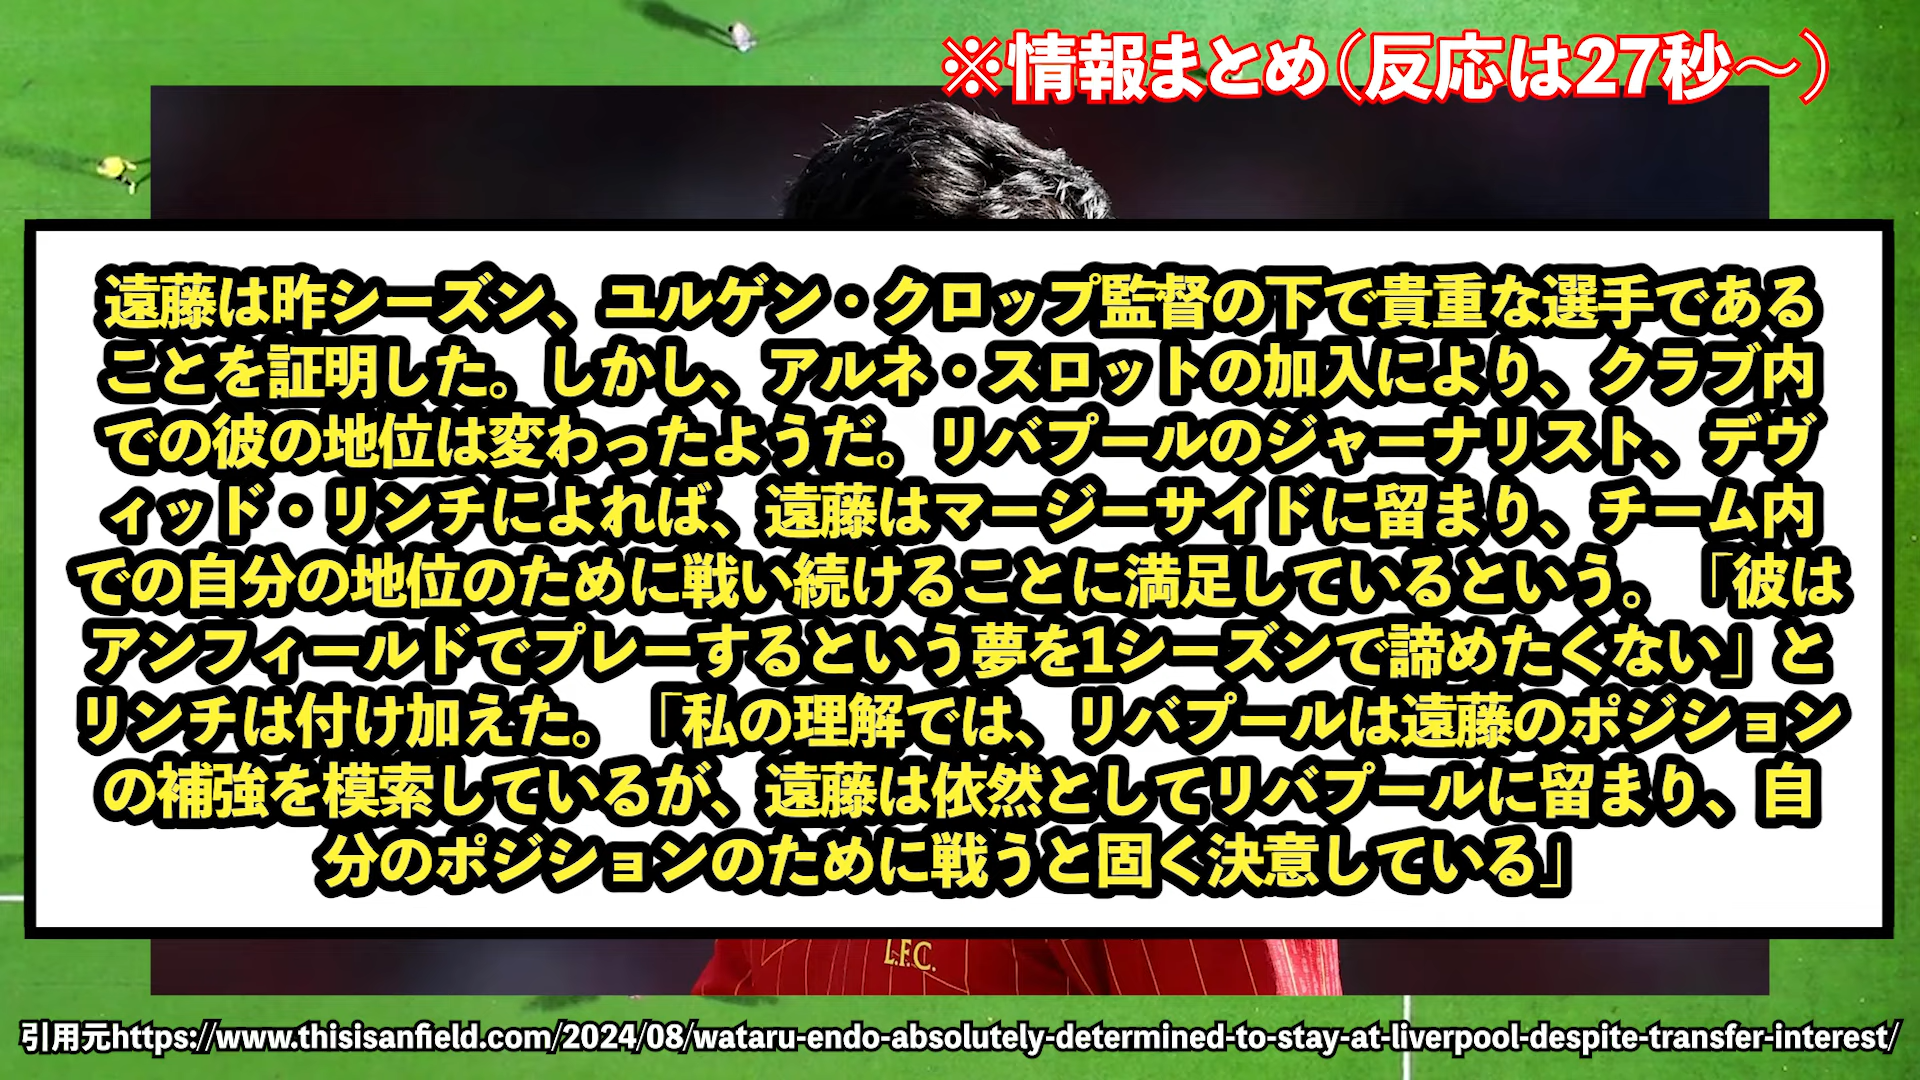 ※情報まとめ（反応は27秒～）
遠藤は昨シーズン、ユルゲン・クロップ監督の下で貴重な選手である
ことを証明した。しかし、アルネ・スロットの加入により、クラブ内
での彼の地位は変わったようだ。リバプールのジャーナリスト、デヴ
ィッド・リンチによれば、遠藤はマージーサイドに留まり、チーム内
での自分の地位のために戦い続けることに満足しているという。「彼は
アンフィールドでプレーするという夢を1シーズンで諦めたくない」と
リンチは付け加えた。「私の理解では、リバプールは遠藤のポジション
の補強を模索しているが、遠藤は依然としてリバプールに留まり、自
分のポジションのために戦うと固く決意している」
L.F.C.
引用元https://www.thisisanfield.com/2024/08/wataru-endo-absolutely-determined-to-stay-at-liverpool-despite-transfer-interest/